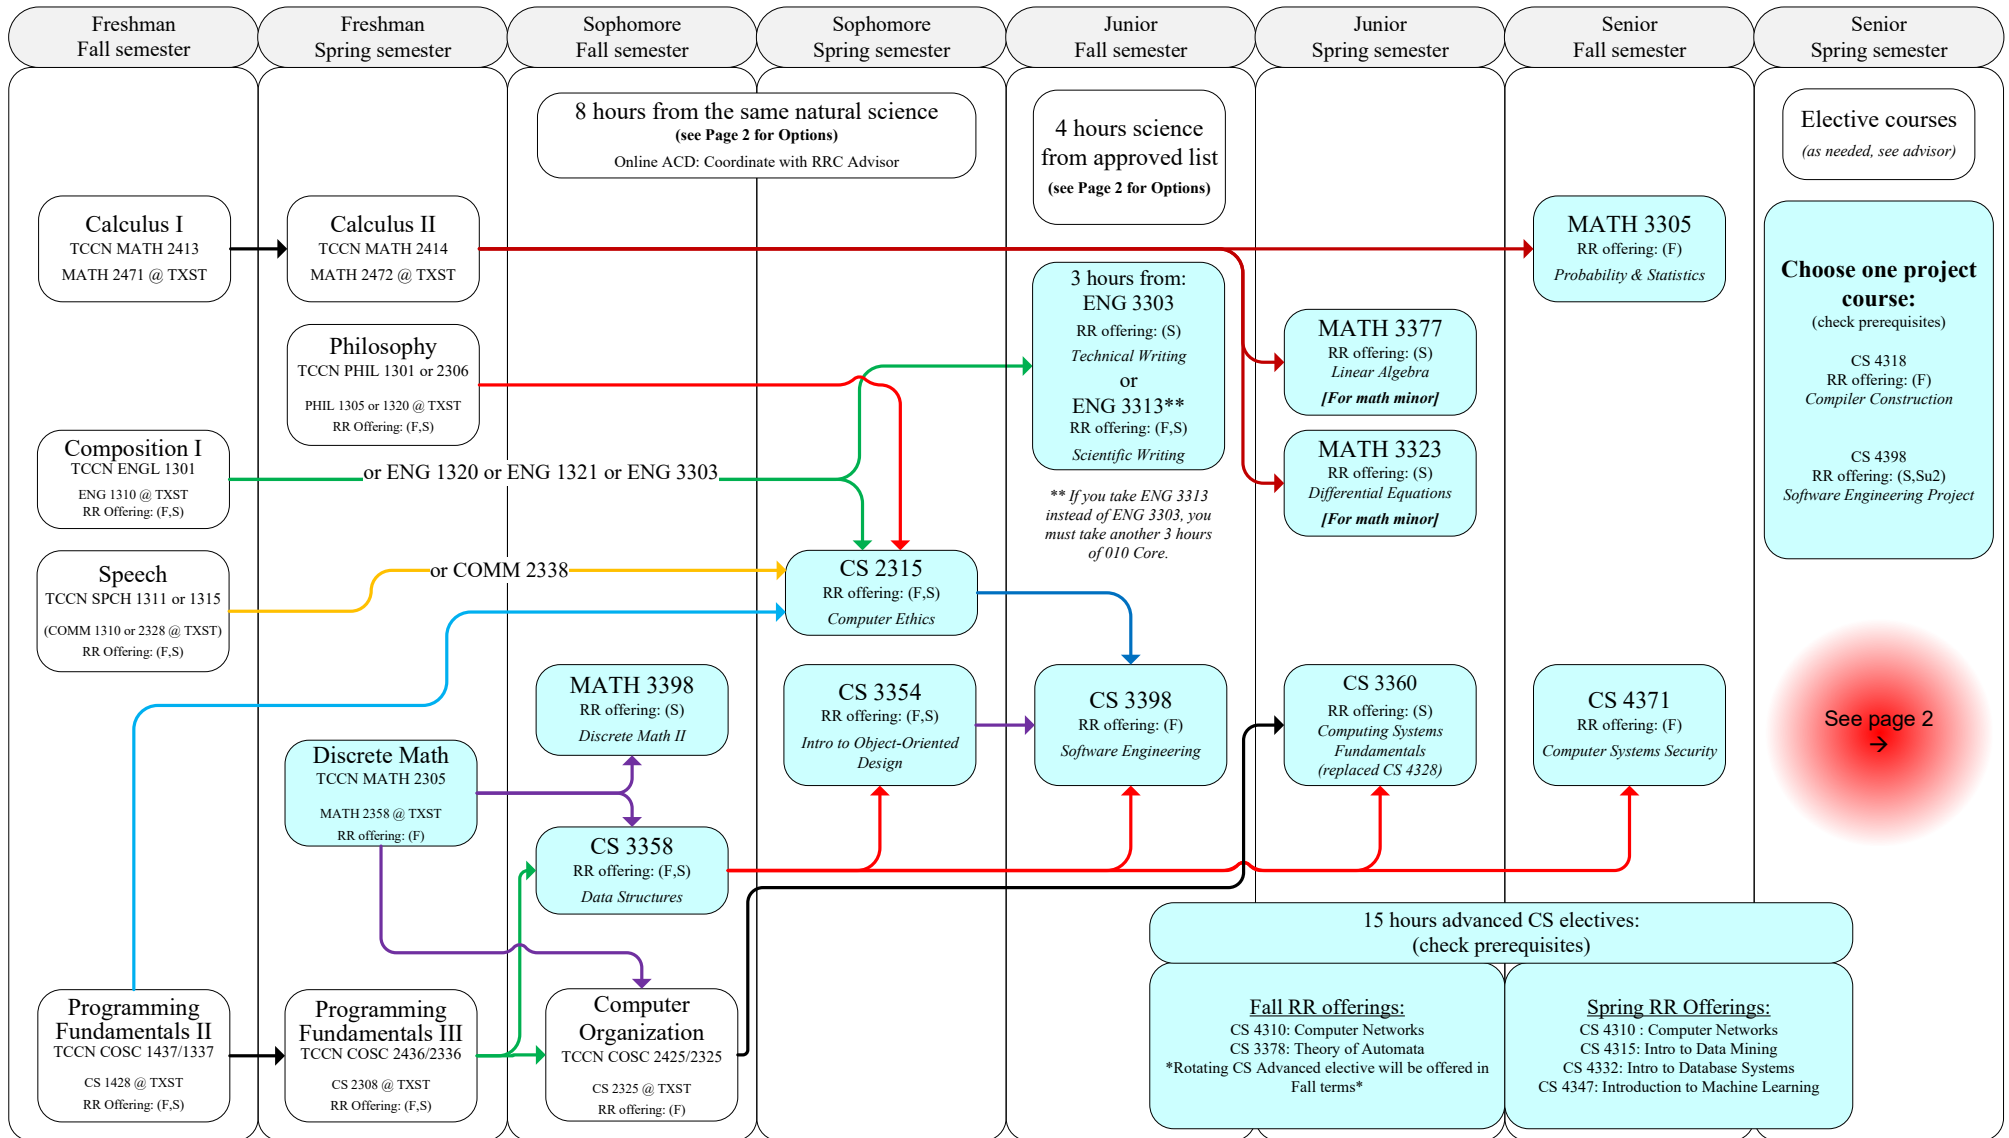 Freshman
Fall semester
Freshman
Spring semester
Sophomore
Fall semester
Sophomore
Spring semester
Junior
Fall semester
Junior
Spring semester
Senior
Fall semester
Senior
Spring semester
8 hours from the same natural science
(see Page 2 for Options)
Online ACD: Coordinate with RRC Advisor
4 hours science
from approved list
(see Page 2 for Options)
Elective courses
(as needed, see advisor)
Calculus I
TCCN MATH 2413
MATH 2471 @ TXST
Calculus II
TCCN MATH 2414
MATH 2472 @ TXST
MATH 3305
RR offering: (F)
Probability & Statistics
Choose one project
course:
(check prerequisites)
CS 4318
RR offering: (F)
Compiler Construction
CS 4398
RR offering: (S,Su2)
Software Engineering Project
3 hours from:
ENG 3303
RR offering: (S)
Technical Writing
or
ENG 3313**
RR offering: (F,S)
Scientific Writing
** If you take ENG 3313
instead of ENG 3303, you
must take another 3 hours
of 010 Core.
MATH 3377
RR offering: (S)
Linear Algebra
[For math minor]
MATH 3323
RR offering: (S)
Differential Equations
[For math minor]
Philosophy
TCCN PHIL 1301 or 2306
PHIL 1305 or 1320 @ TXST
RR Offering: (F,S)
Composition I
TCCN ENGL 1301
ENG 1310 @ TXST
RR Offering: (F,S)
or ENG 1320 or ENG 1321 or ENG 3303
Speech
TCCN SPCH 1311 or 1315
(COMM 1310 or 2328 @ TXST)
RR Offering: (F,S)
or COMM 2338
CS 2315
RR offering: (F,S)
Computer Ethics
MATH 3398
RR offering: (S)
Discrete Math II
CS 3354
RR offering: (F,S)
Intro to Object-Oriented
Design
CS 3398
RR offering: (F)
Software Engineering
CS 3360
RR offering: (S)
Computing Systems
Fundamentals
(replaced CS 4328)
CS 4371
RR offering: (F)
Computer Systems Security
See page 2
→
Discrete Math
TCCN MATH 2305
MATH 2358 @ TXST
RR offering: (F)
CS 3358
RR offering: (F,S)
Data Structures
Programming
Fundamentals II
TCCN COSC 1437/1337
CS 1428 @ TXST
RR Offering: (F,S)
Programming
Fundamentals III
TCCN COSC 2436/2336
CS 2308 @ TXST
RR Offering: (F,S)
Computer
Organization
TCCN COSC 2425/2325
CS 2325 @ TXST
RR offering: (F)
15 hours advanced CS electives:
(check prerequisites)
Fall RR offerings:
CS 4310: Computer Networks
CS 3378: Theory of Automata
*Rotating CS Advanced elective will be offered in
Fall terms*
Spring RR Offerings:
CS 4310 : Computer Networks
CS 4315: Intro to Data Mining
CS 4332: Intro to Database Systems
CS 4347: Introduction to Machine Learning